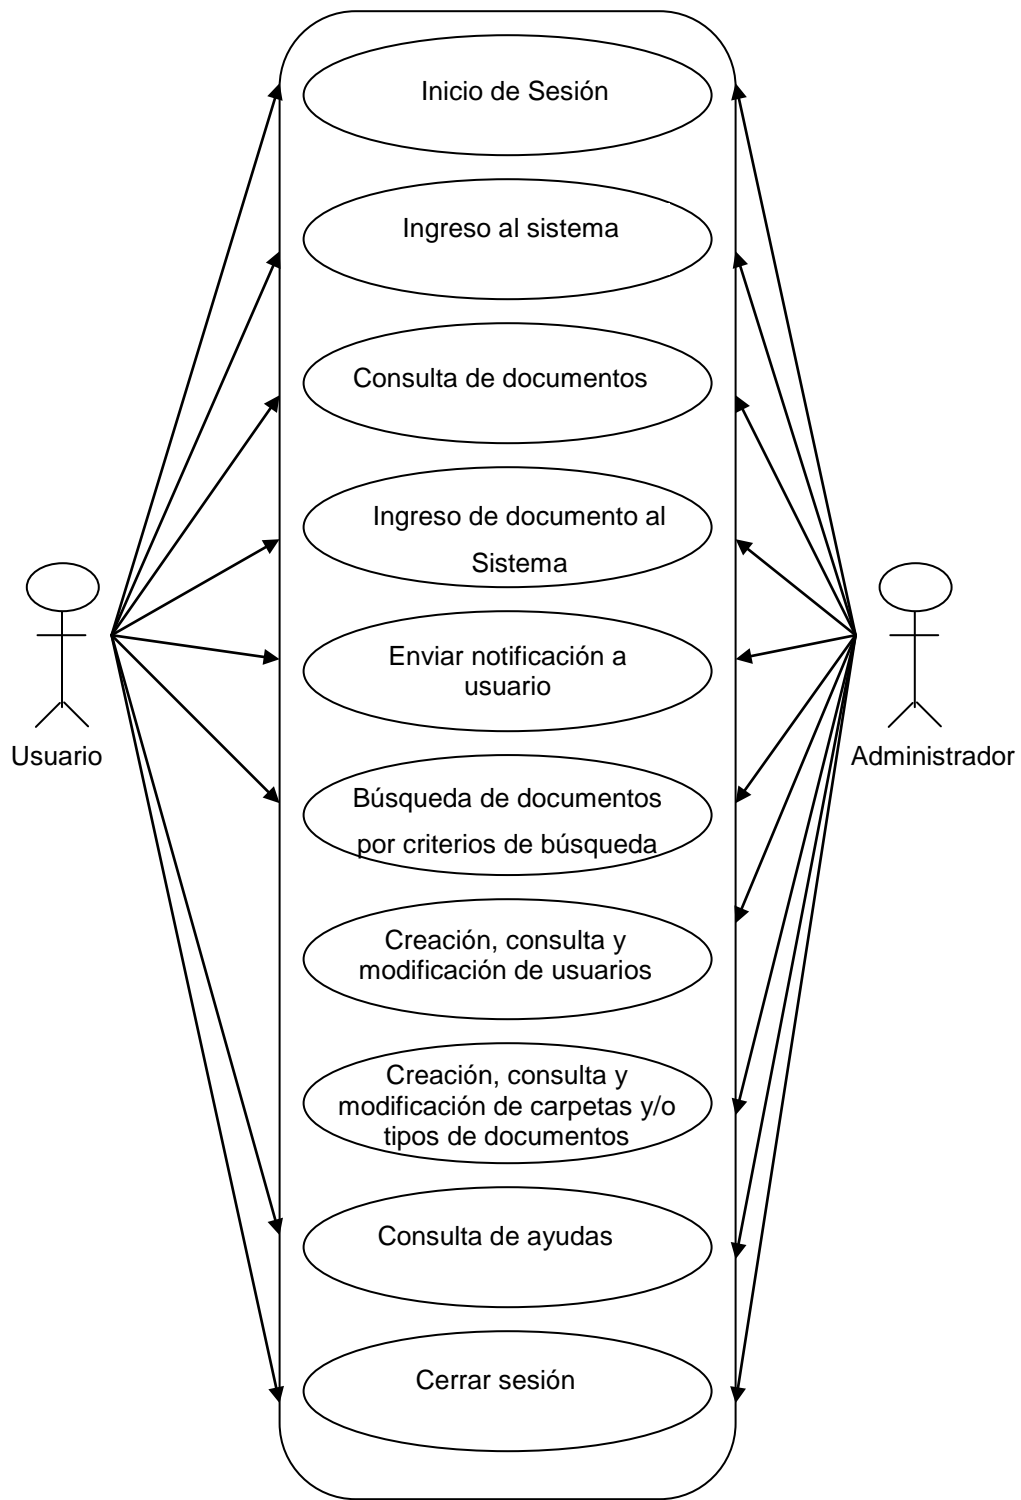 Inicio de Sesión
Ingreso al sistema
Consulta de documentos
Ingreso de documento al
Sistema
Enviar notificación a
usuario
Usuario
Administrador
Búsqueda de documentos
por criterios de búsqueda
Creación, consulta y
modificación de usuarios
Creación, consulta y
modificación de carpetas y/o
tipos de documentos
Consulta de ayudas
Cerrar sesión